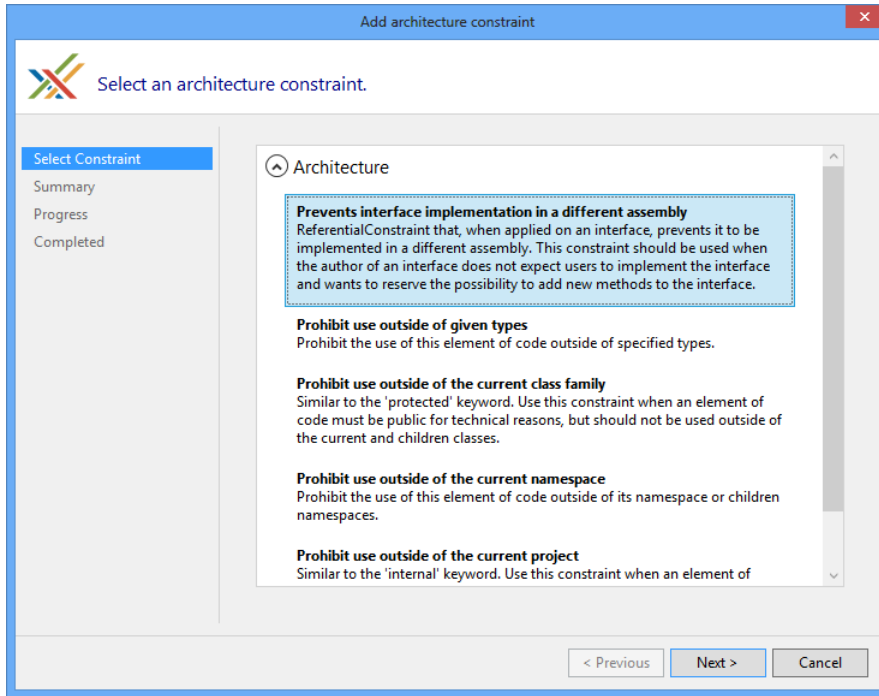 Add architecture constraint
Select an architecture constraint.
Select Constraint
Summary
Progress
Completed
Architecture
Prevents interface implementation in a different assembly
ReferentialConstraint that, when applied on an interface, prevents it to be
implemented in a different assembly. This constraint should be used when
the author of an interface does not expect users to implement the interface
and wants to reserve the possibility to add new methods to the interface.
Prohibit use outside of given types
Prohibit the use of this element of code outside of specified types.
Prohibit use outside of the current class family
Similar to the 'protected' keyword. Use this constraint when an element of
code must be public for technical reasons, but should not be used outside of
the current and children classes.
Prohibit use outside of the current namespace
Prohibit the use of this element of code outside of its namespace or children
namespaces.
Prohibit use outside of the current project
Similar to the 'internal' keyword. Use this constraint when an element of
< Previous
Next >
Cancel